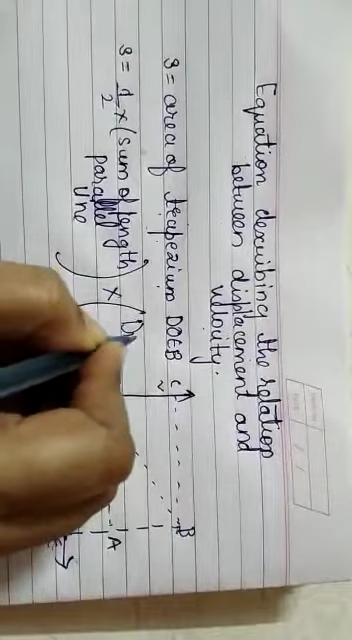 Equation describing the relation
between displacement and
velocity.
s = area of trapezium DOEB
s = 1/2 x (sum of length
parallel
line
) x (D
C
V
B
A